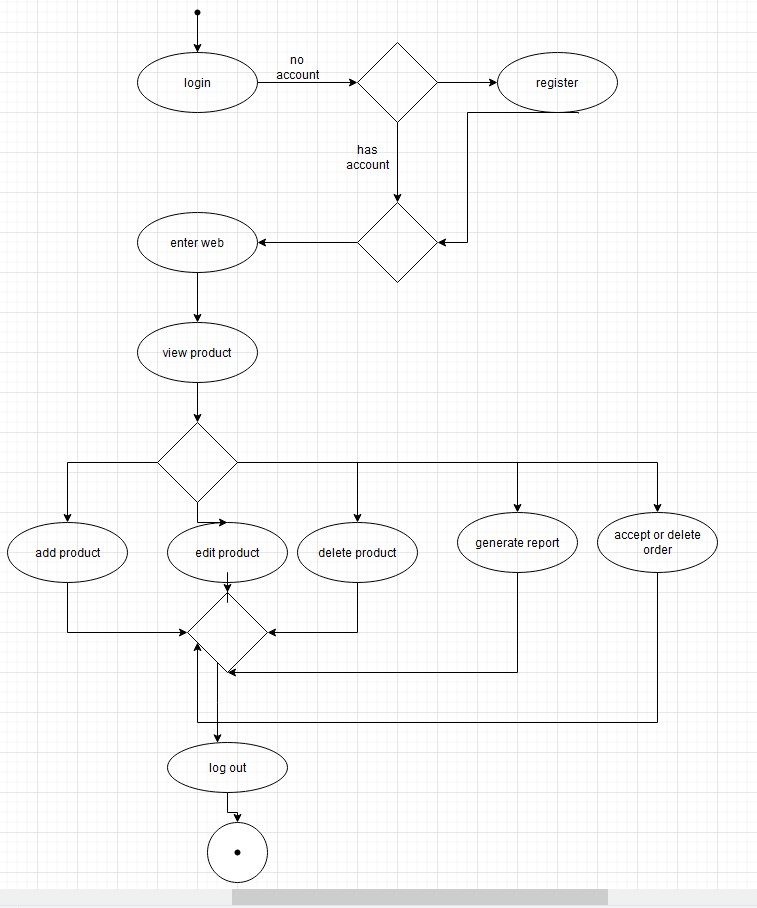 no
account
login
register
has
account
enter web
view product
add product
edit product
delete product
generate report
accept or delete
order
log out